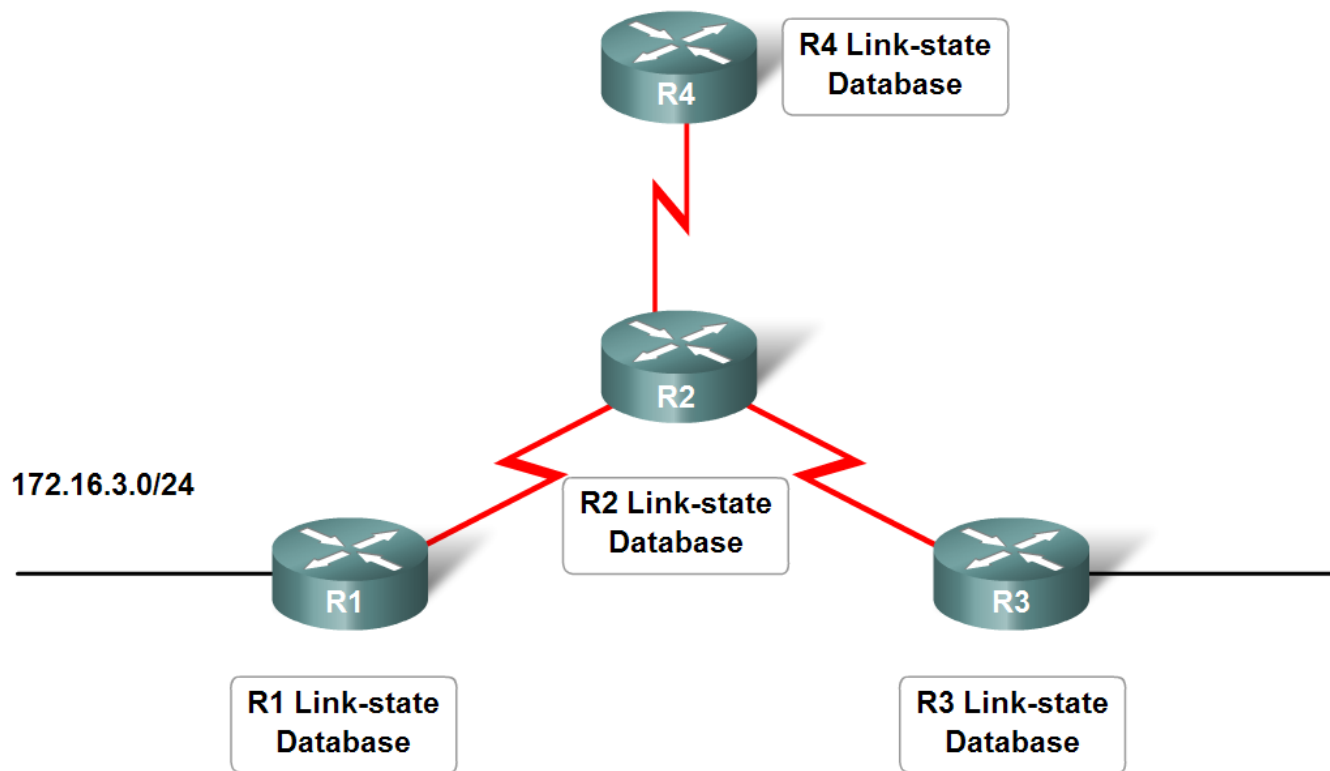 R4 Link-state
Database
R4
R2
172.16.3.0/24
R2 Link-state
Database
R1
R3
R1 Link-state
Database
R3 Link-state
Database